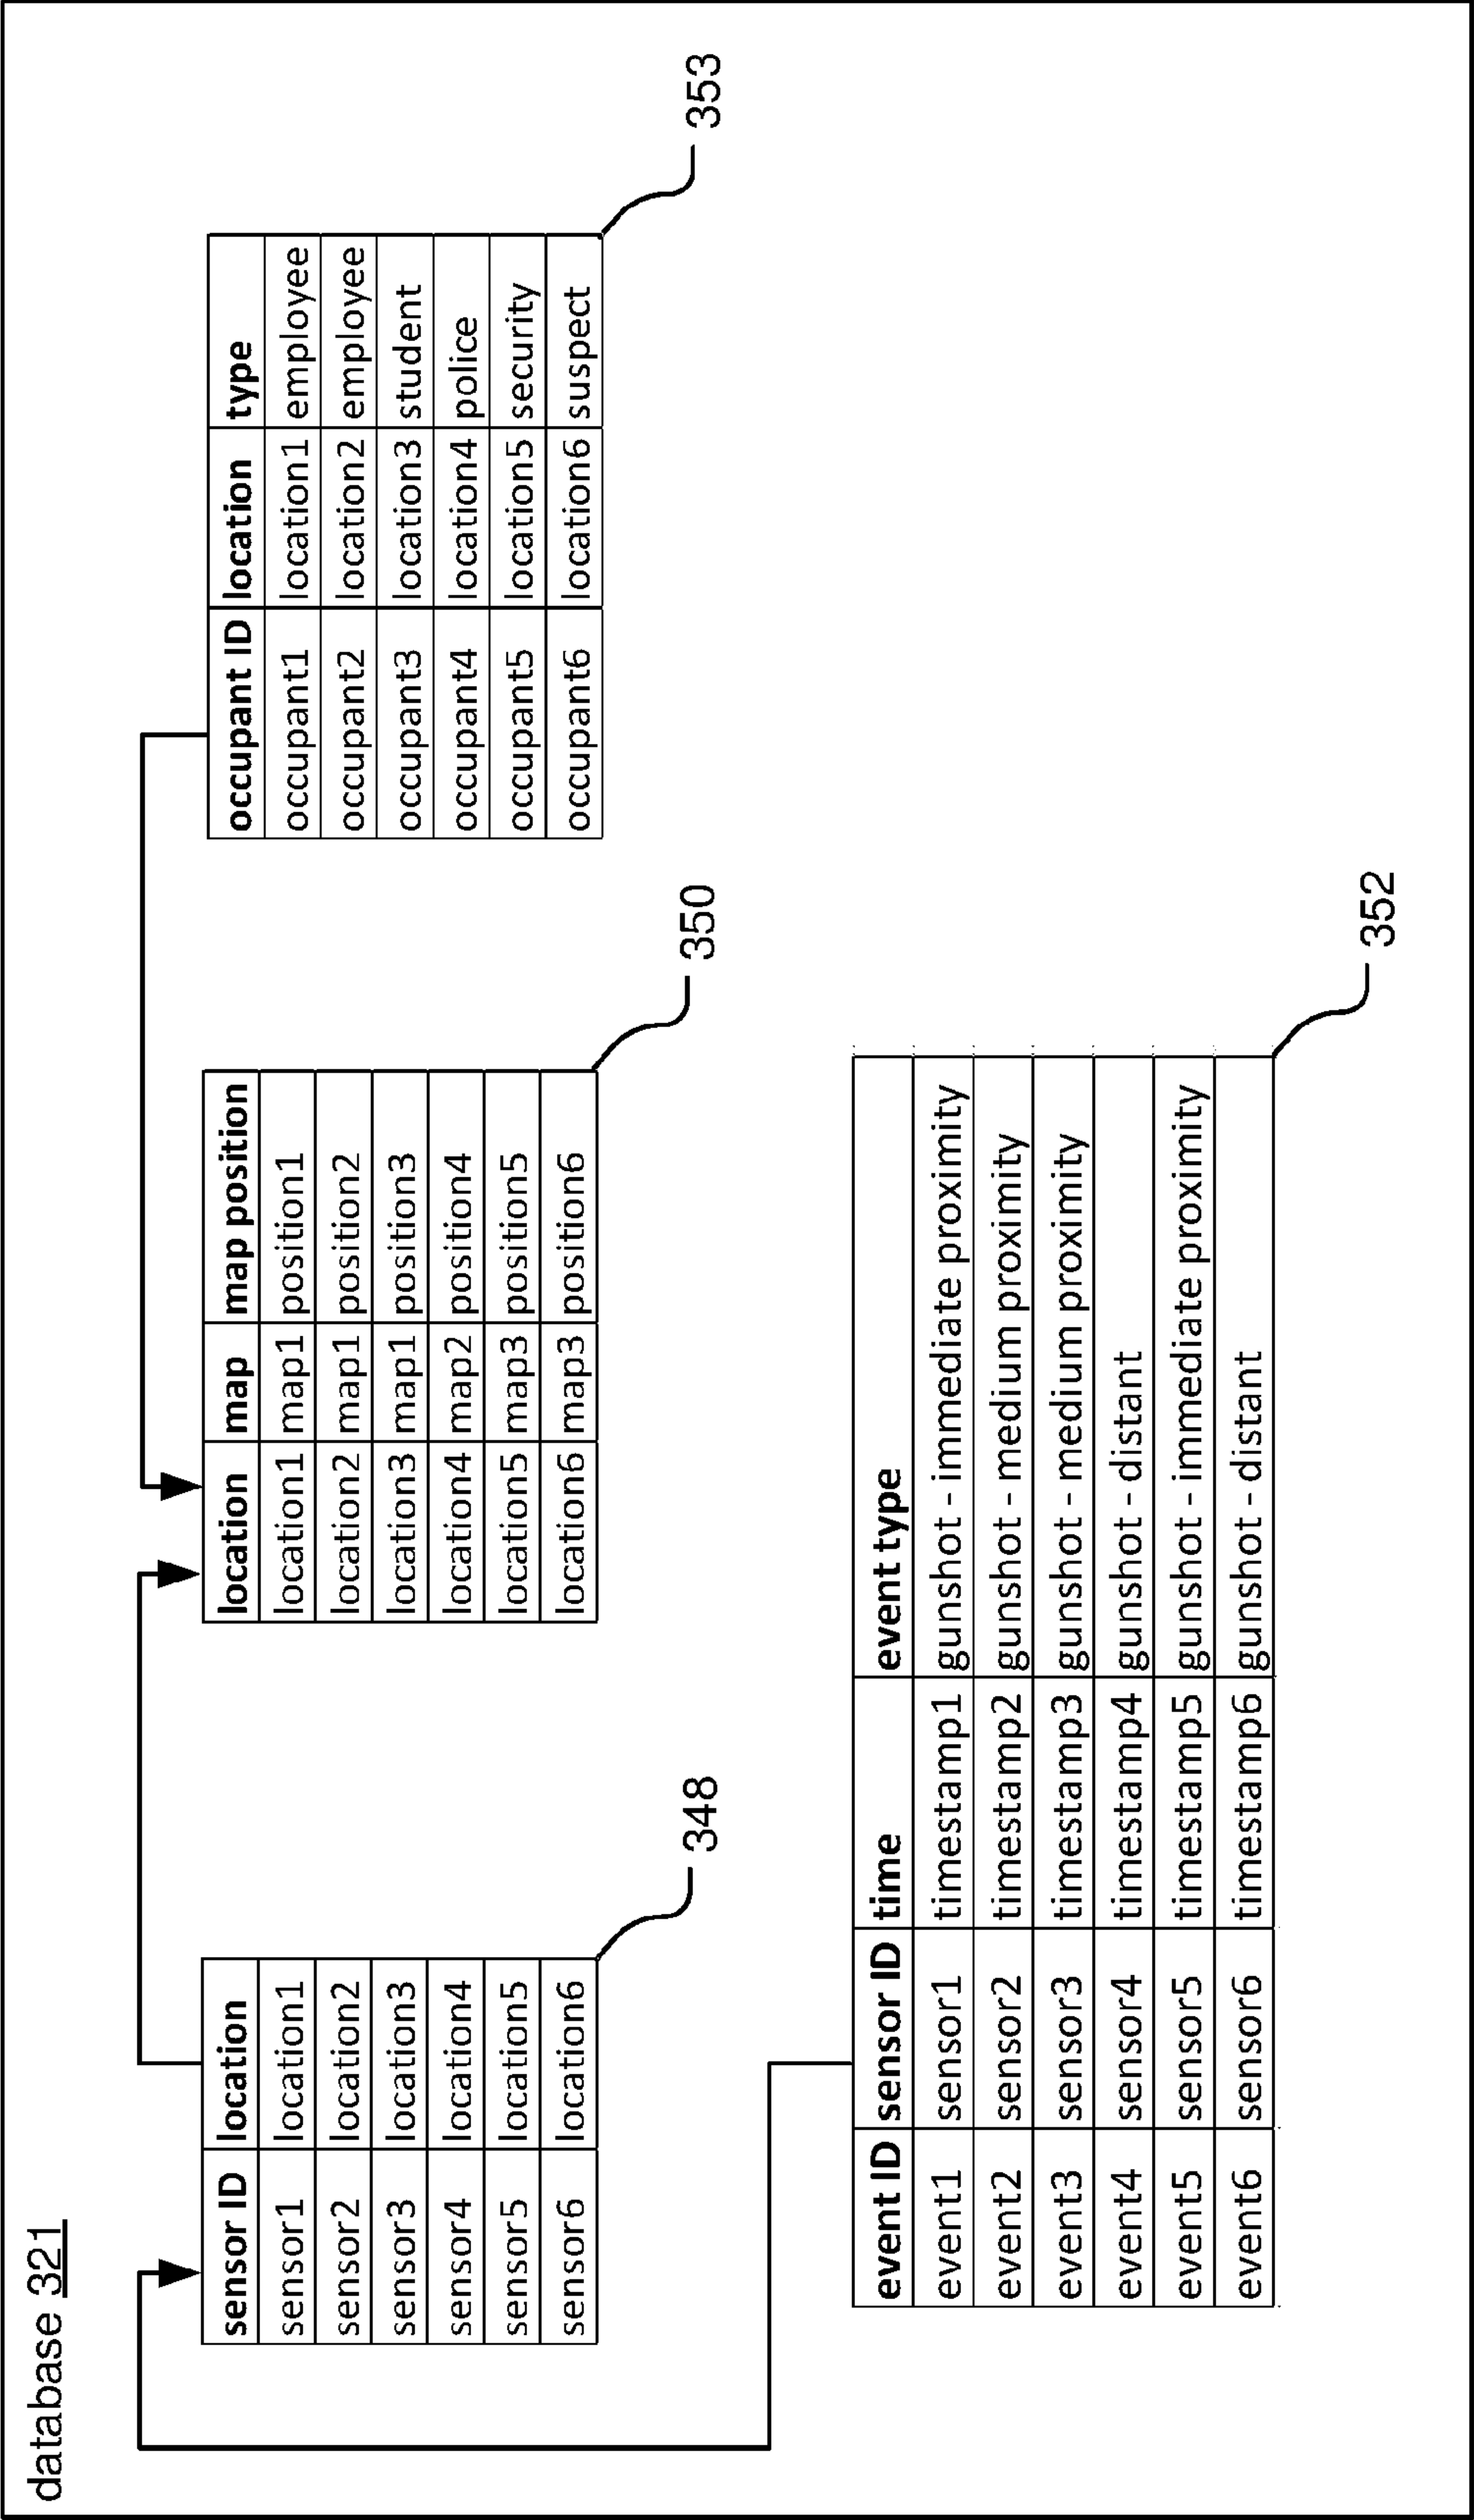 database 321
sensor ID location
sensor1 location1
sensor2 location2
sensor3 location3
sensor4 location4
sensor5 location5
sensor6 location6
348
location map map position
location1 map1 position1
location2 map1 position2
location3 map1 position3
location4 map2 position4
location5 map3 position5
location6 map3 position6
350
occupant ID location type
occupant1 location1 employee
occupant2 location2 employee
occupant3 location3 student
occupant4 location4 police
occupant5 location5 security
occupant6 location6 suspect
353
event ID sensor ID time event type
event1 sensor1 timestamp1 gunshot - immediate proximity
event2 sensor2 timestamp2 gunshot - medium proximity
event3 sensor3 timestamp3 gunshot - medium proximity
event4 sensor4 timestamp4 gunshot - distant
event5 sensor5 timestamp5 gunshot - immediate proximity
event6 sensor6 timestamp6 gunshot - distant
352